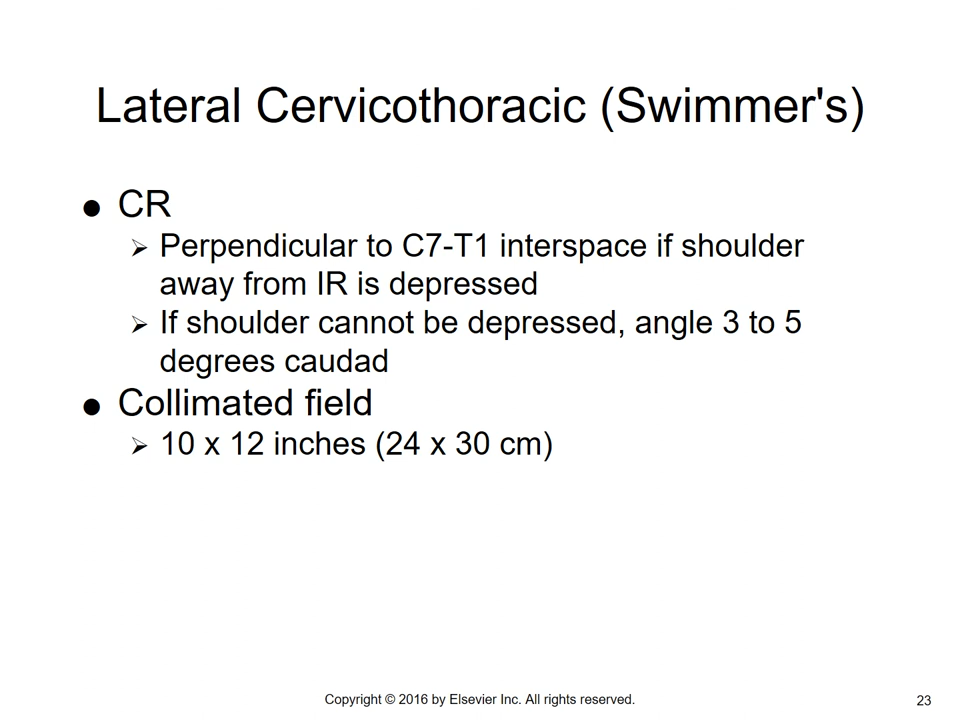 Lateral Cervicothoracic (Swimmer's)
● CR
➢ Perpendicular to C7-T1 interspace if shoulder
away from IR is depressed
➢ If shoulder cannot be depressed, angle 3 to 5
degrees caudad
● Collimated field
➢ 10 x 12 inches (24 x 30 cm)
Copyright © 2016 by Elsevier Inc. All rights reserved.
23